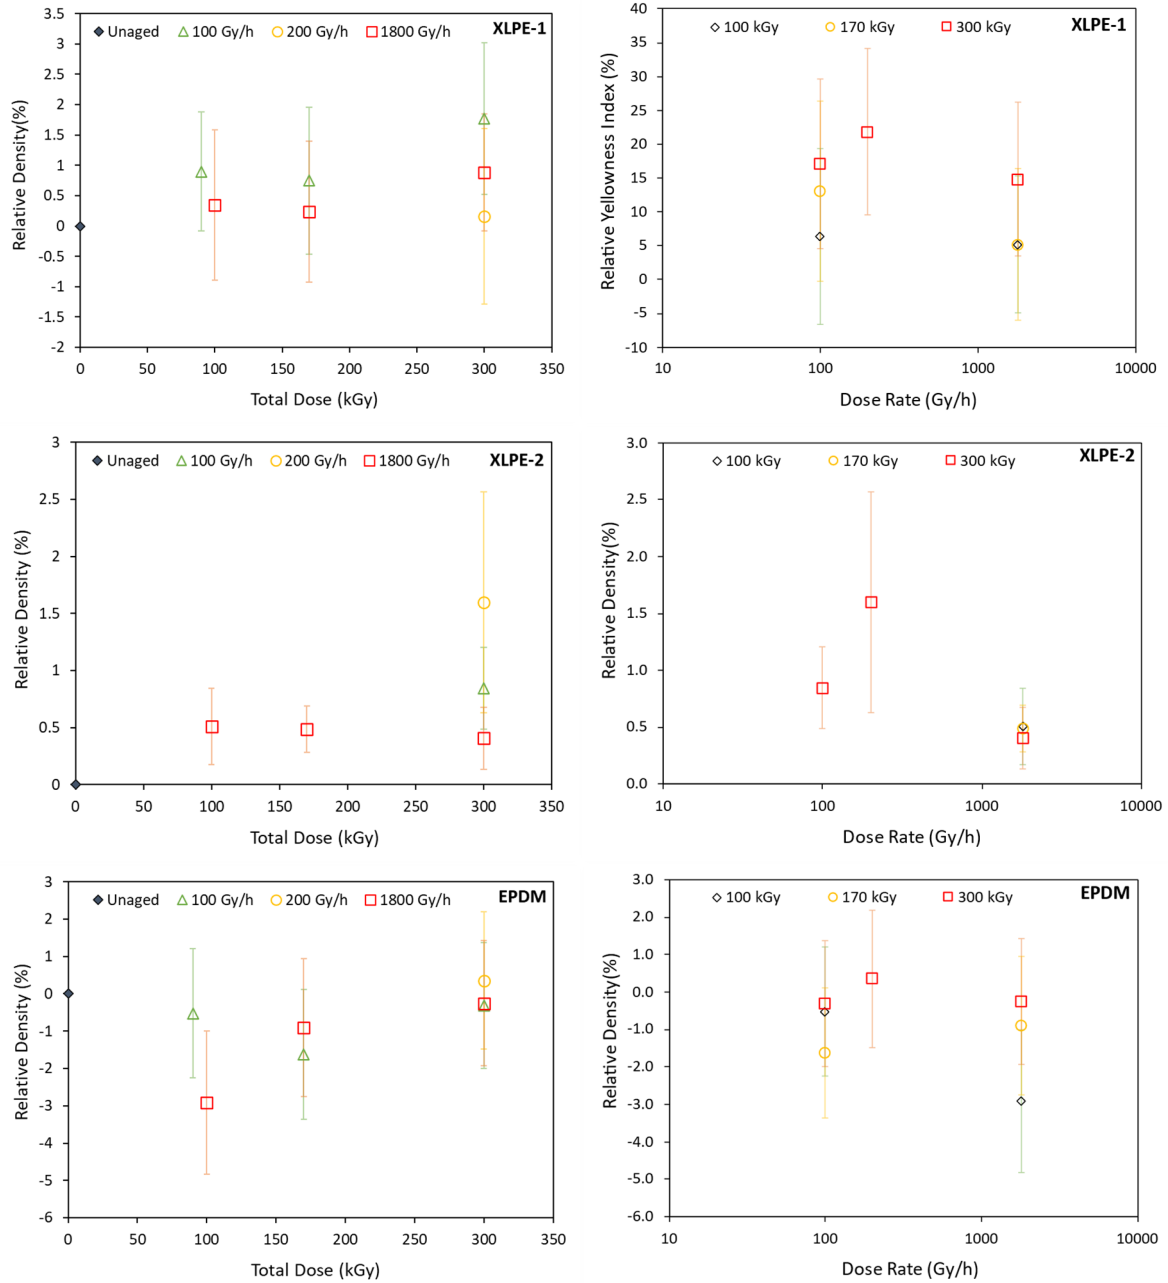 3.5
3
2.5
2
1.5
1
0.5
0
-0.5
-1
-1.5
-2
Relative Density(%)
Unaged 100 Gy/h 200 Gy/h 1800 Gy/h
XLPE-1
0 50 100 150 200 250 300 350
Total Dose (kGy)
40
35
30
25
20
15
10
5
0
-5
-10
Relative Yellowness Index (%)
100 kGy 170 kGy 300 kGy
XLPE-1
10 100 1000 10000
Dose Rate (Gy/h)
3
2.5
2
1.5
1
0.5
0
Relative Density (%)
Unaged 100 Gy/h 200 Gy/h 1800 Gy/h
XLPE-2
0 50 100 150 200 250 300 350
Total Dose (kGy)
3.0
2.5
2.0
1.5
1.0
0.5
0.0
Relative Density(%)
100 kGy 170 kGy 300 kGy
XLPE-2
10 100 1000 10000
Dose Rate (Gy/h)
3
2
1
0
-1
-2
-3
-4
-5
-6
Relative Density (%)
Unaged 100 Gy/h 200 Gy/h 1800 Gy/h
EPDM
0 50 100 150 200 250 300 350
Total Dose (kGy)
3.0
2.0
1.0
0.0
-1.0
-2.0
-3.0
-4.0
-5.0
-6.0
Relative Density(%)
100 kGy 170 kGy 300 kGy
EPDM
10 100 1000 10000
Dose Rate (Gy/h)